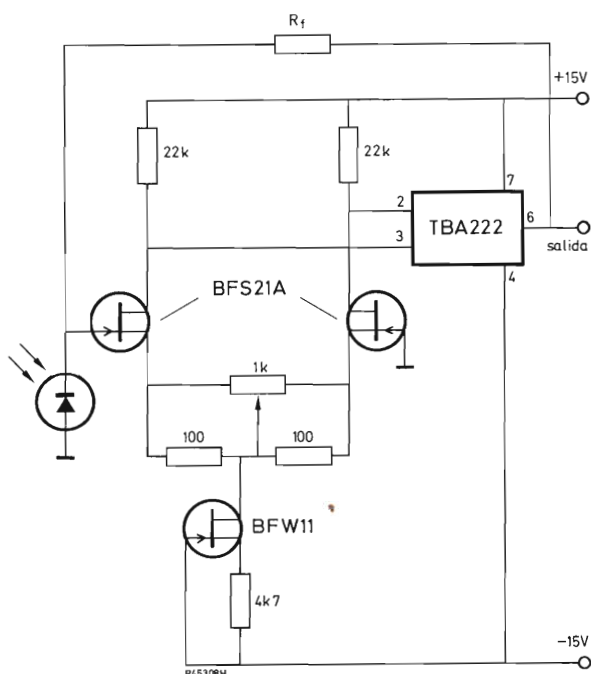 Rf
+15V
22k
22k
7
2
TBA222
6
3
salida
4
BFS21A
1k
100
100
BFW11
4k7
-15V